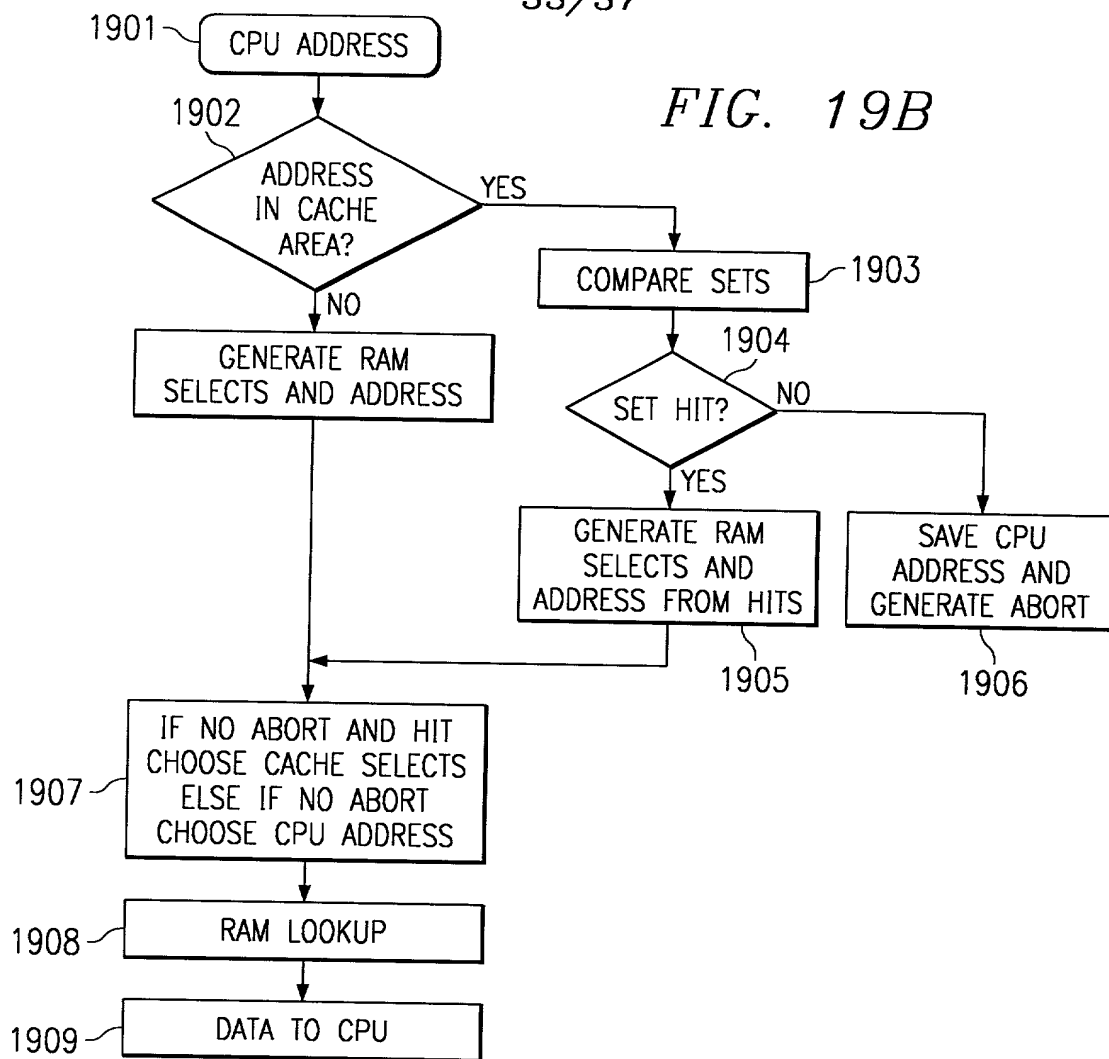 33/37
1901
CPU ADDRESS
FIG. 19B
1902
ADDRESS
IN CACHE
AREA?
YES
NO
COMPARE SETS
1903
GENERATE RAM
SELECTS AND ADDRESS
1904
SET HIT?
NO
YES
GENERATE RAM
SELECTS AND
ADDRESS FROM HITS
SAVE CPU
ADDRESS AND
GENERATE ABORT
1905
1906
IF NO ABORT AND HIT
CHOOSE CACHE SELECTS
ELSE IF NO ABORT
CHOOSE CPU ADDRESS
1907
RAM LOOKUP
1908
DATA TO CPU
1909